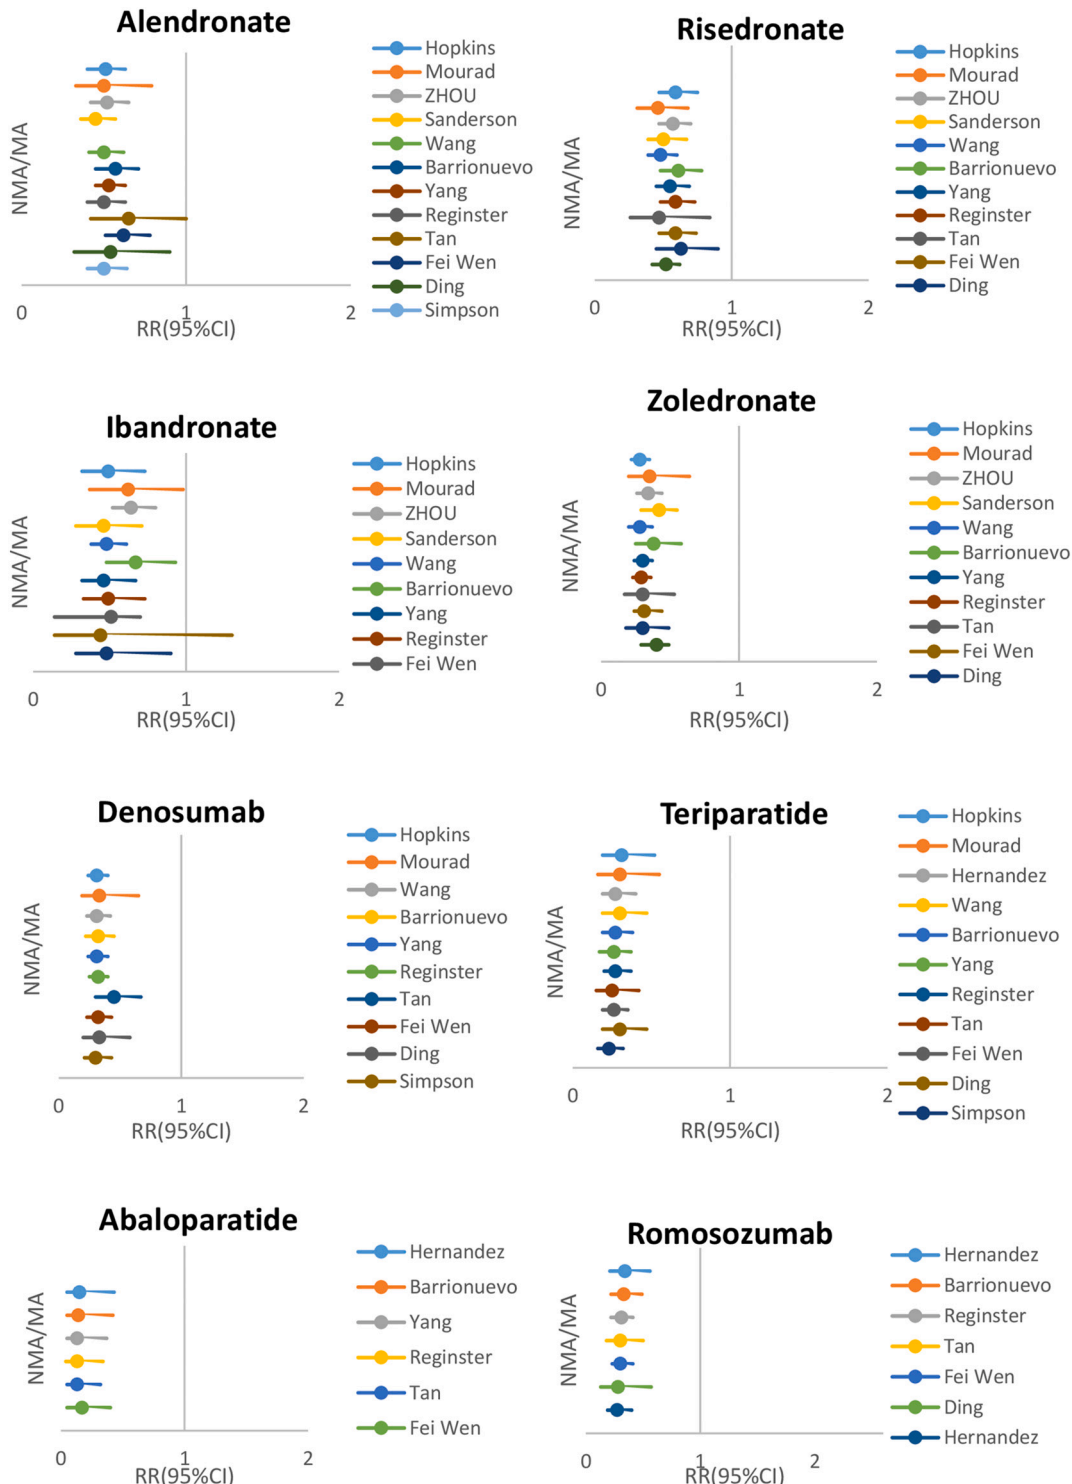 Alendronate
NMA/MA
0
1
2
RR(95%CI)
Hopkins
Mourad
ZHOU
Sanderson
Wang
Barrionuevo
Yang
Reginster
Tan
Fei Wen
Ding
Simpson
Risedronate
NMA/MA
0
1
2
RR(95%CI)
Hopkins
Mourad
ZHOU
Sanderson
Wang
Barrionuevo
Yang
Reginster
Tan
Fei Wen
Ding
Ibandronate
NMA/MA
0
1
2
RR(95%CI)
Hopkins
Mourad
ZHOU
Sanderson
Wang
Barrionuevo
Yang
Reginster
Fei Wen
Zoledronate
NMA/MA
0
1
2
RR(95%CI)
Hopkins
Mourad
ZHOU
Sanderson
Wang
Barrionuevo
Yang
Reginster
Tan
Fei Wen
Ding
Denosumab
NMA/MA
0
1
2
RR(95%CI)
Hopkins
Mourad
Wang
Barrionuevo
Yang
Reginster
Tan
Fei Wen
Ding
Simpson
Teriparatide
NMA/MA
0
1
2
RR(95%CI)
Hopkins
Mourad
Hernandez
Wang
Barrionuevo
Yang
Reginster
Tan
Fei Wen
Ding
Simpson
Abaloparatide
NMA/MA
0
1
2
RR(95%CI)
Hernandez
Barrionuevo
Yang
Reginster
Tan
Fei Wen
Romosozumab
NMA/MA
0
1
2
RR(95%CI)
Hernandez
Barrionuevo
Reginster
Tan
Fei Wen
Ding
Hernandez